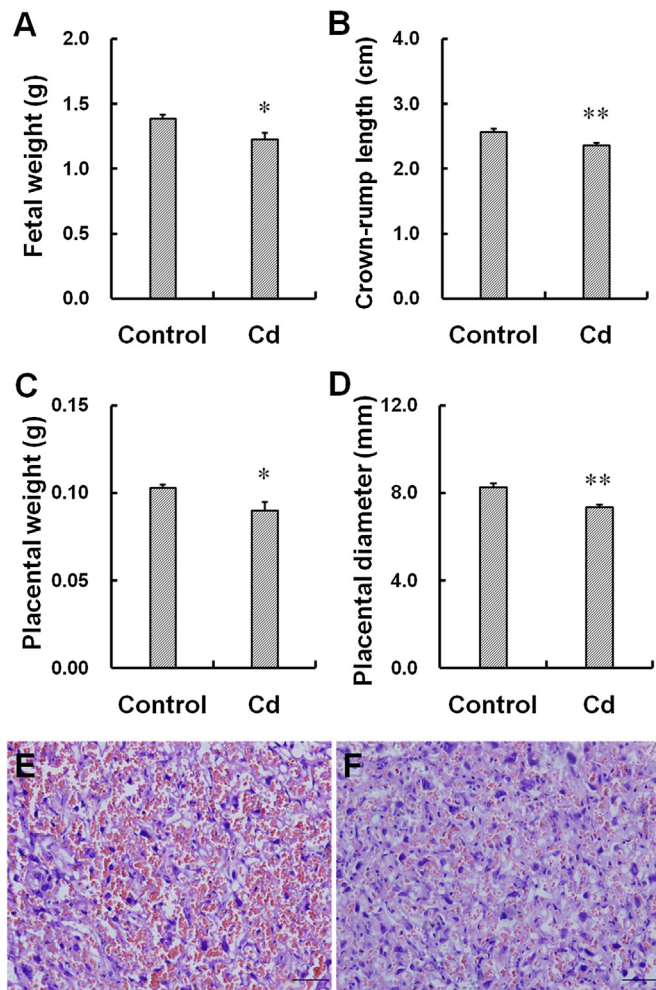 A
Fetal weight (g)
2.0
1.5
1.0
0.5
0.0
*
Control Cd
B
Crown-rump length (cm)
4.0
3.0
2.0
1.0
0.0
**
Control Cd
C
Placental weight (g)
0.15
0.10
0.05
0.00
*
Control Cd
D
Placental diameter (mm)
12.0
8.0
4.0
0.0
**
Control Cd
E
F